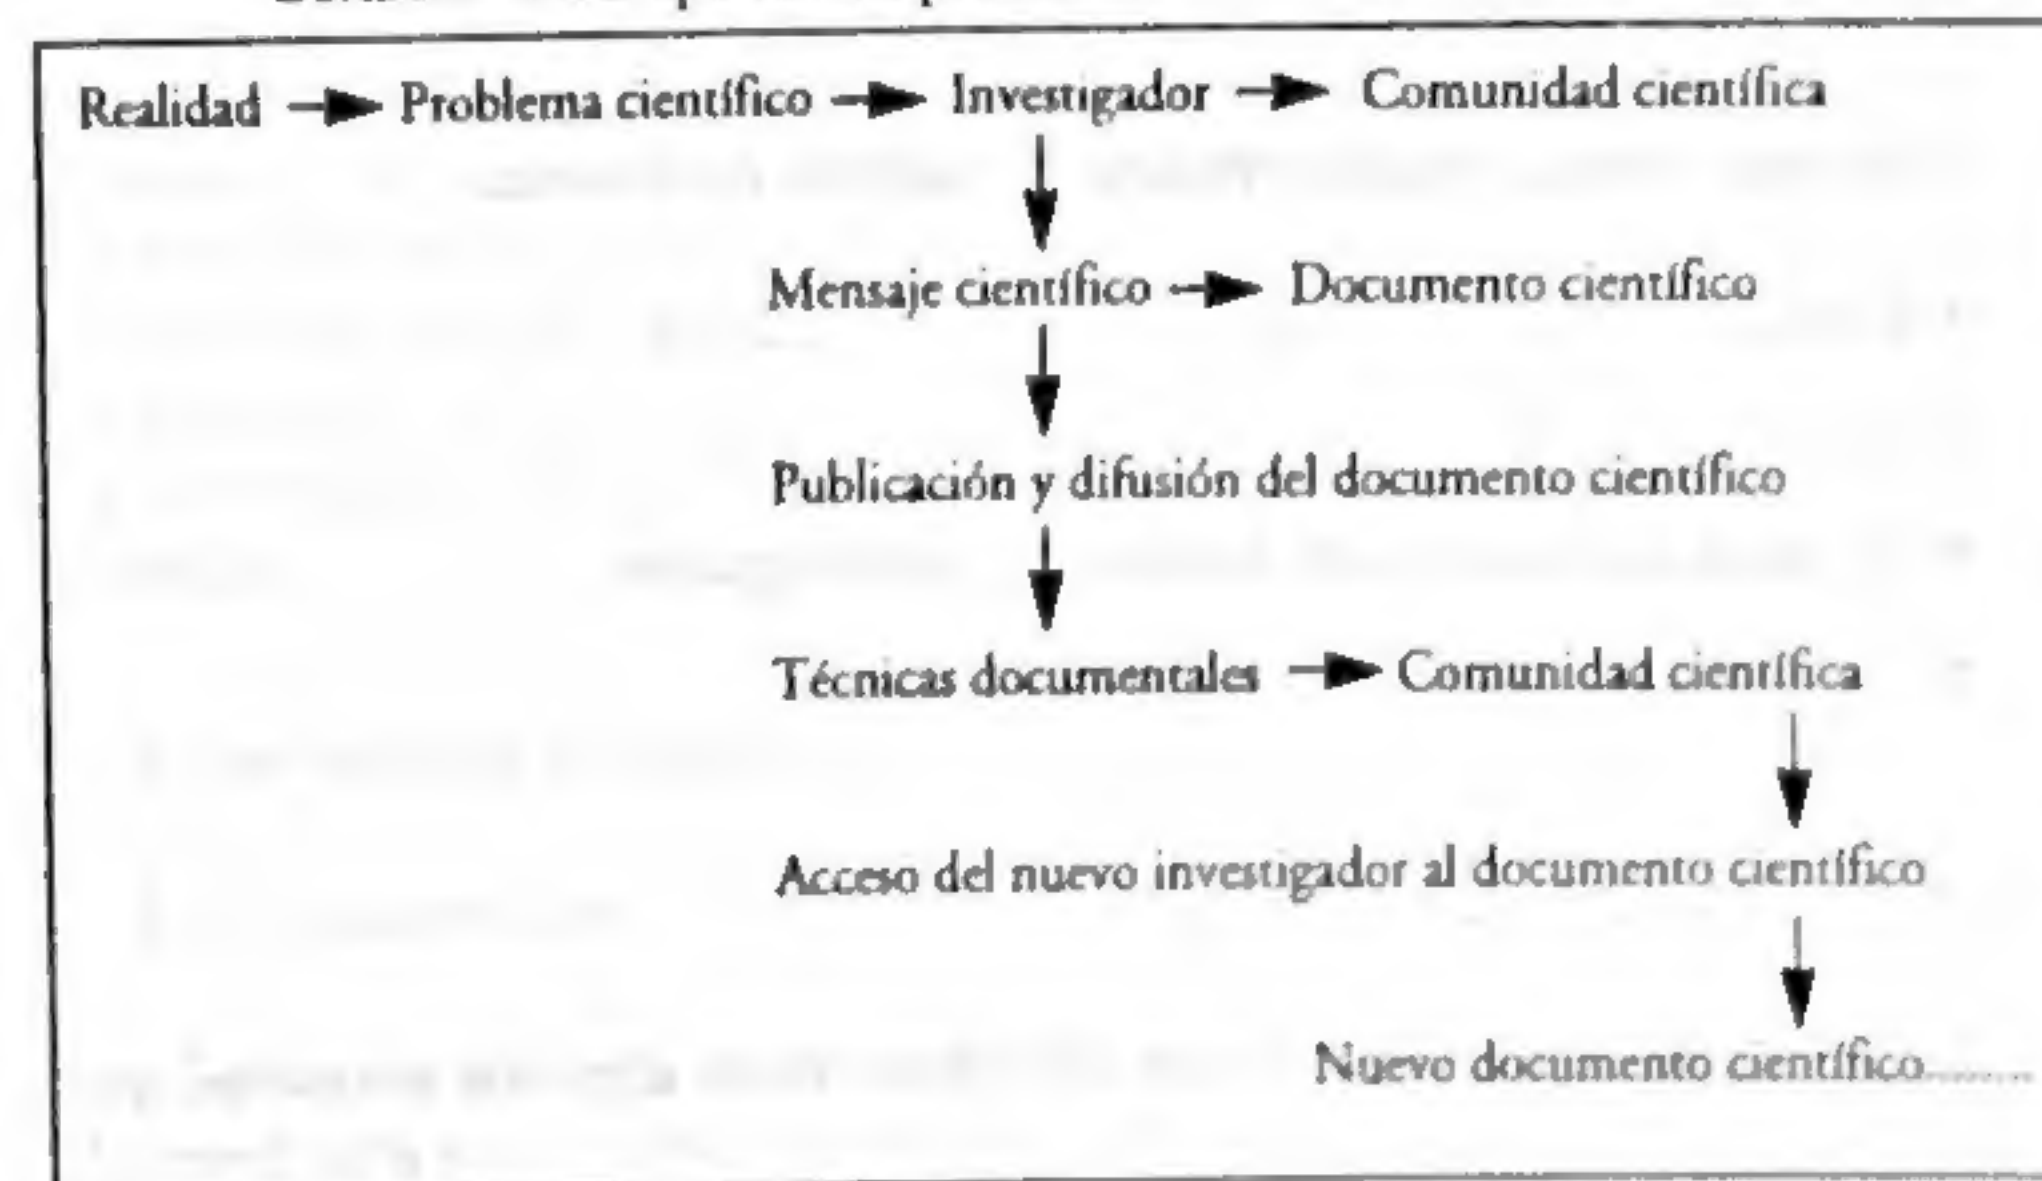 Realidad → Problema científico → Investigador → Comunidad científica
Mensaje científico → Documento científico
Publicación y difusión del documento científico
Técnicas documentales → Comunidad científica
Acceso del nuevo investigador al documento científico
Nuevo documento científico.........